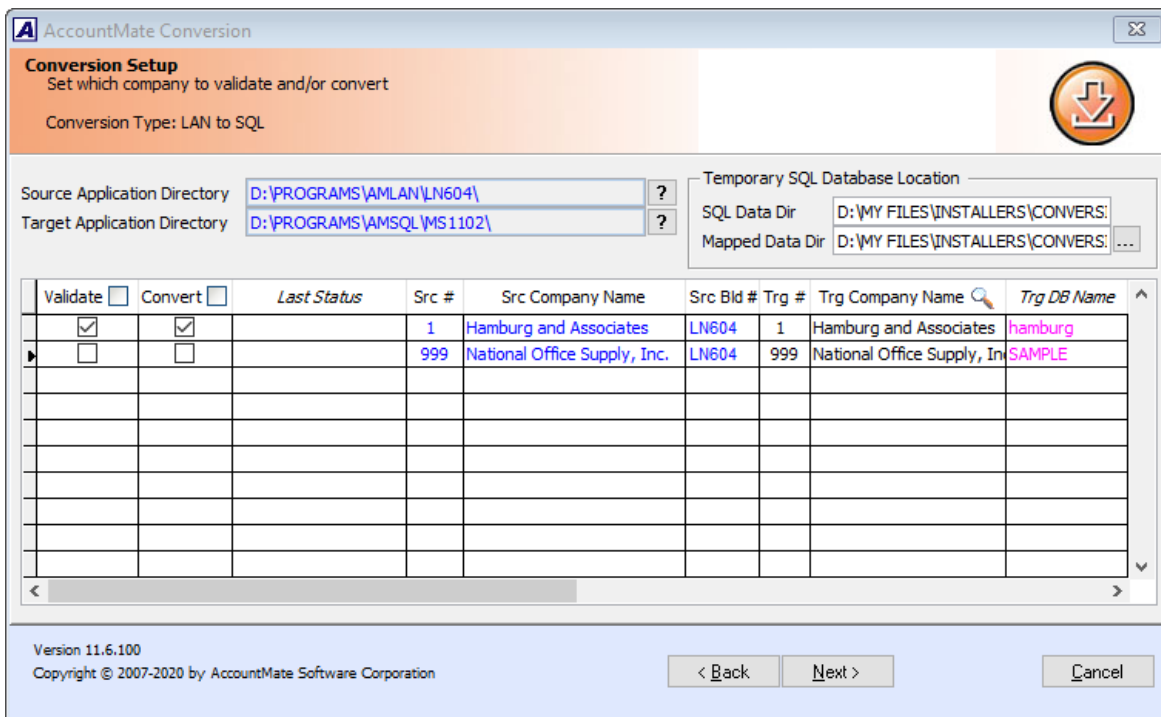 AccountMate Conversion
Conversion Setup
Set which company to validate and/or convert
Conversion Type: LAN to SQL
Source Application Directory D:\PROGRAMS\AMLAN\LN604\ ?
Target Application Directory D:\PROGRAMS\AMSQL\MS1102\ ?
Temporary SQL Database Location
SQL Data Dir D:\MY FILES\INSTALLERS\CONVERS
Mapped Data Dir D:\MY FILES\INSTALLERS\CONVERS ...
Validate Convert Last Status Src # Src Company Name Src Bld # Trg # Trg Company Name Trg DB Name
1 Hamburg and Associates LN604 1 Hamburg and Associates hamburg
999 National Office Supply, Inc. LN604 999 National Office Supply, In SAMPLE
Version 11.6.100
Copyright © 2007-2020 by AccountMate Software Corporation
< Back Next > Cancel